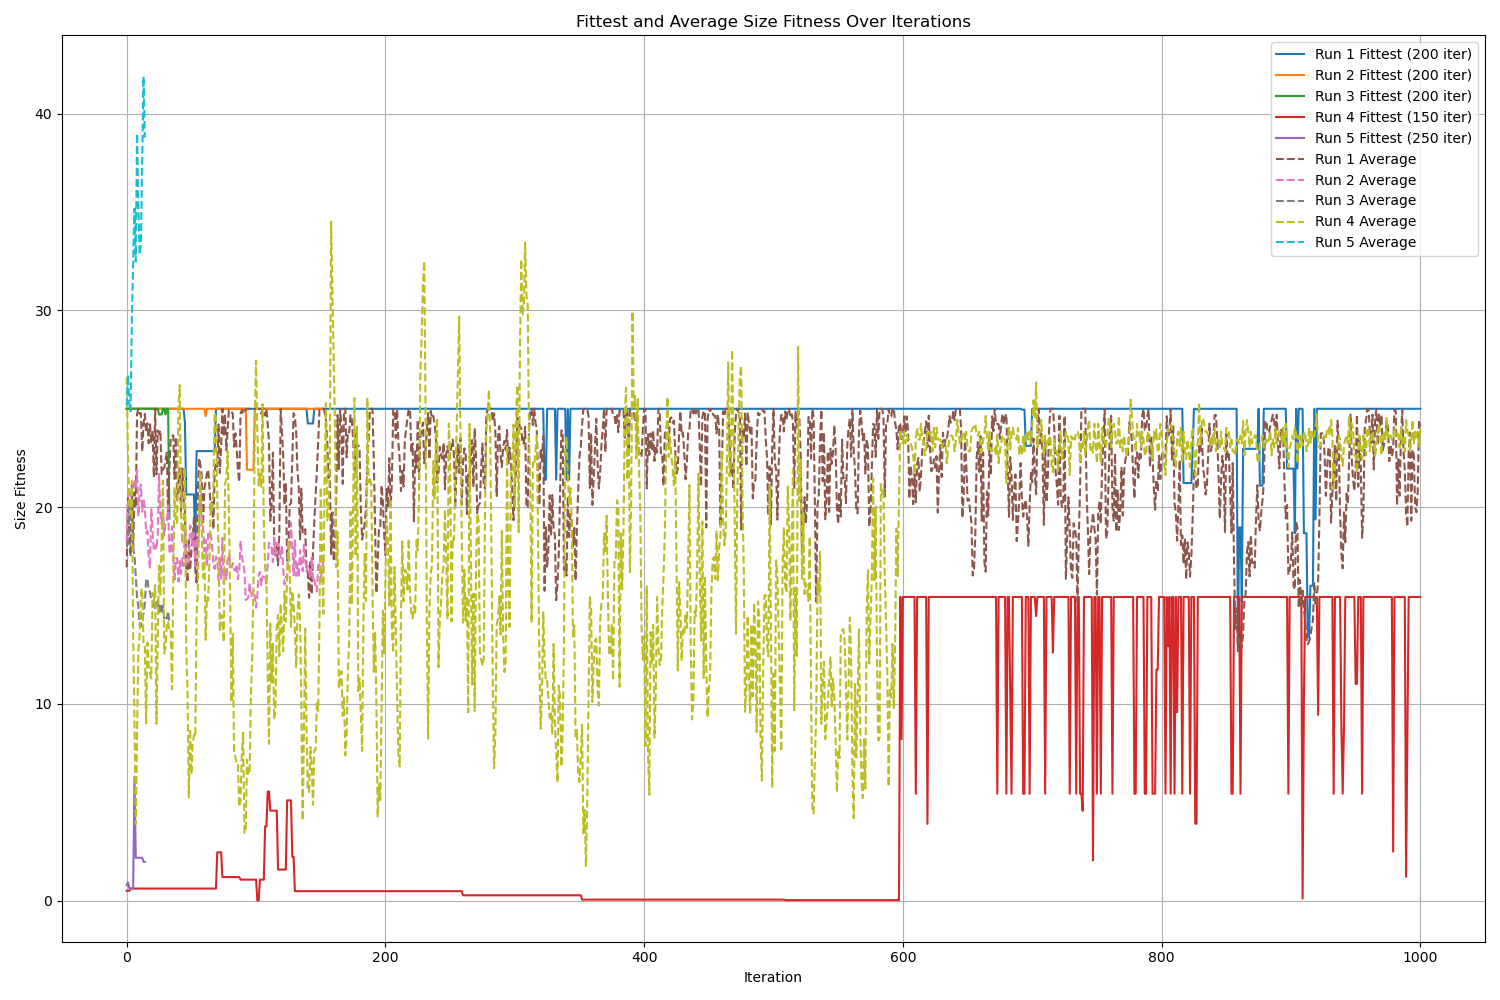 Fittest and Average Size Fitness Over Iterations
Run 1 Fittest (200 iter)
Run 2 Fittest (200 iter)
Run 3 Fittest (200 iter)
Run 4 Fittest (150 iter)
Run 5 Fittest (250 iter)
Run 1 Average
Run 2 Average
Run 3 Average
Run 4 Average
Run 5 Average
40
30
20
10
0
Size Fitness
0 200 400 600 800 1000
Iteration